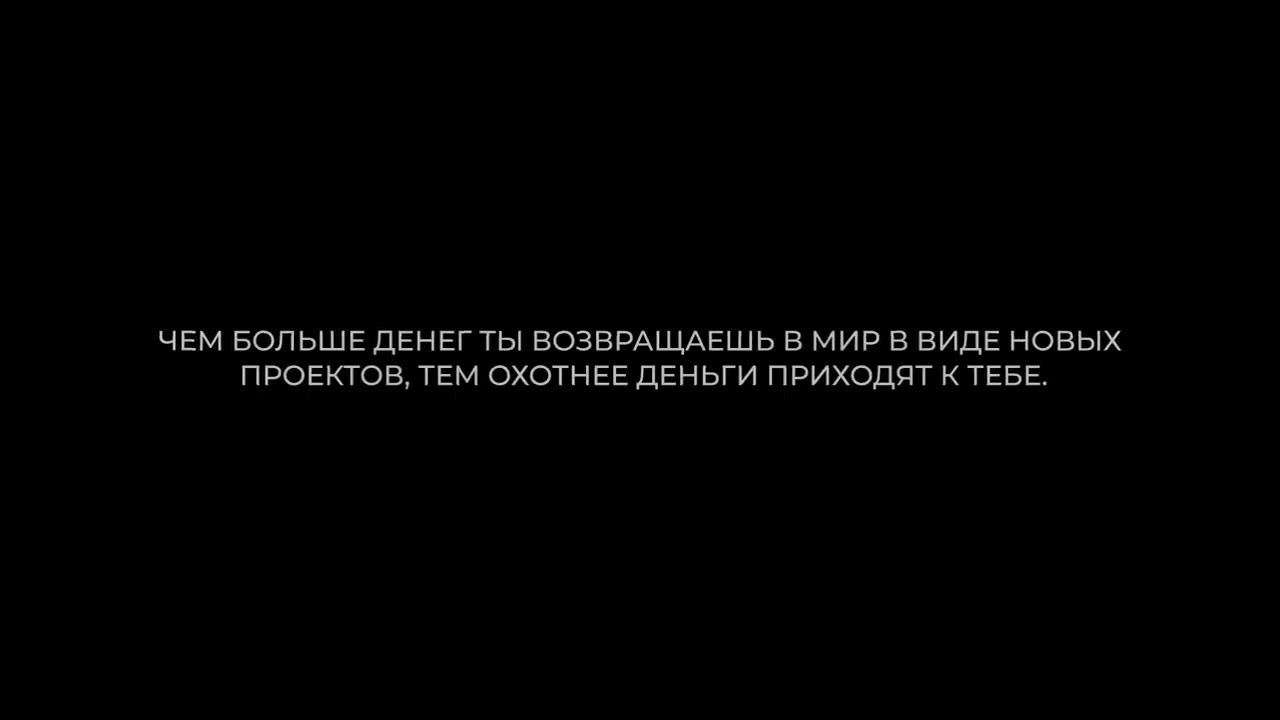 ЧЕМ БОЛЬШЕ ДЕНЕГ ТЫ ВОЗВРАЩАЕШЬ В МИР В ВИДЕ НОВЫХ
ПРОЕКТОВ, ТЕМ ОХОТНЕЕ ДЕНЬГИ ПРИХОДЯТ К ТЕБЕ.